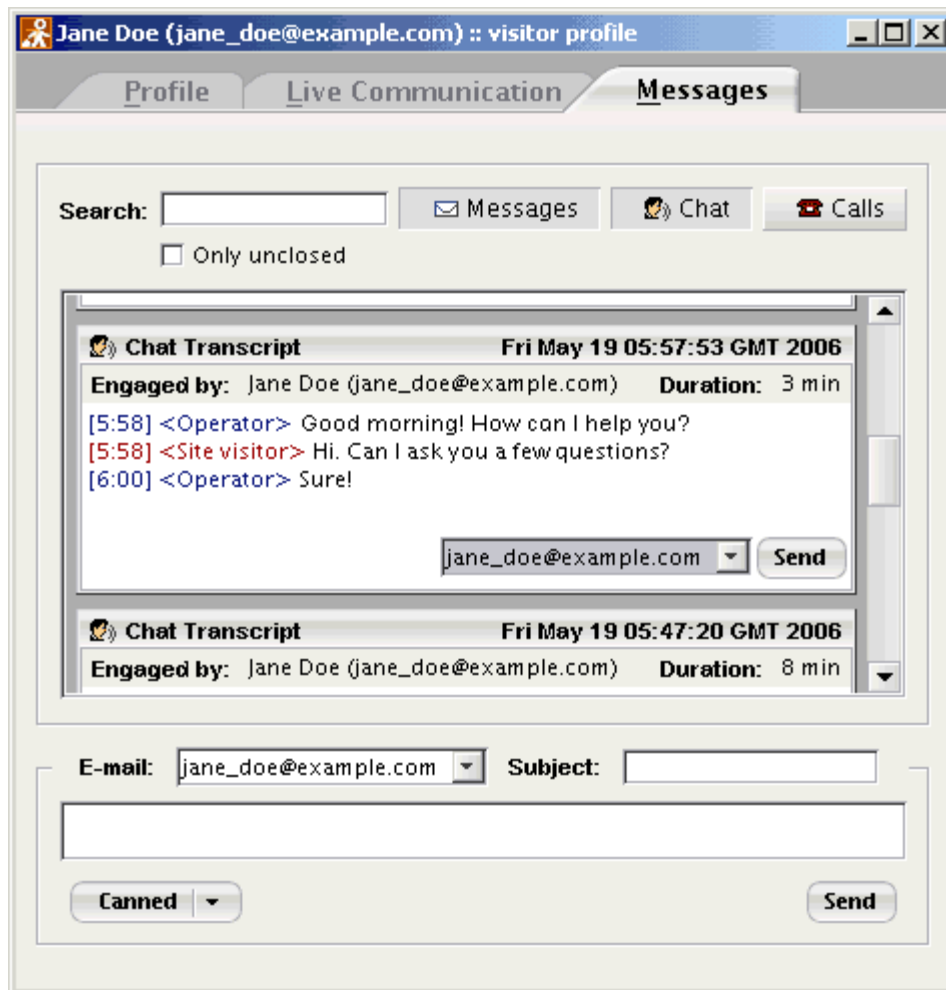 Jane Doe (jane_doe@example.com) :: visitor profile
Profile Live Communication Messages
Search: Messages Chat Calls
Only unclosed
Chat Transcript Fri May 19 05:57:53 GMT 2006
Engaged by: Jane Doe (jane_doe@example.com) Duration: 3 min
[5:58] <Operator> Good morning! How can I help you?
[5:58] <Site visitor> Hi. Can I ask you a few questions?
[6:00] <Operator> Sure!
jane_doe@example.com Send
Chat Transcript Fri May 19 05:47:20 GMT 2006
Engaged by: Jane Doe (jane_doe@example.com) Duration: 8 min
E-mail: jane_doe@example.com Subject:
Canned Send